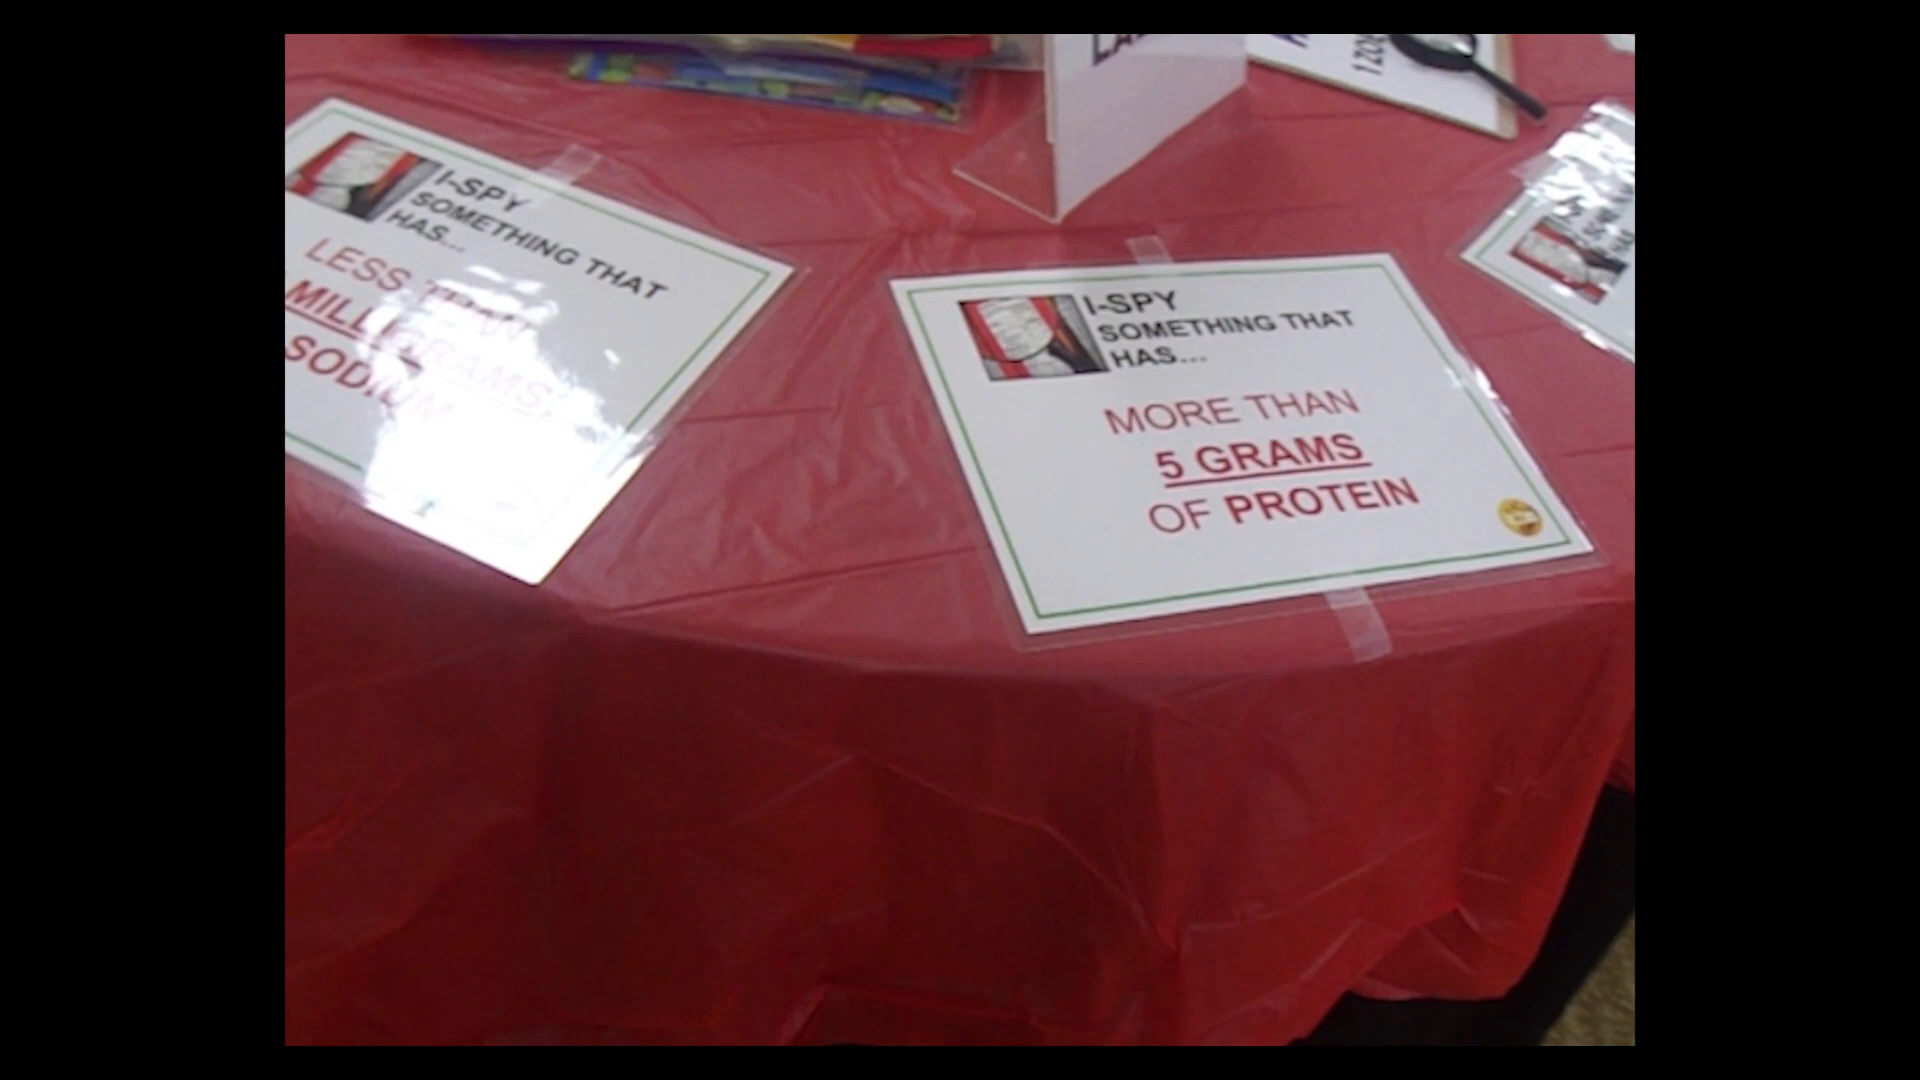 I-SPY
SOMETHING THAT
HAS...
LESS THAN
MILLIGRAMS
SODIUM
I-SPY
SOMETHING THAT
HAS...
MORE THAN
5 GRAMS
OF PROTEIN